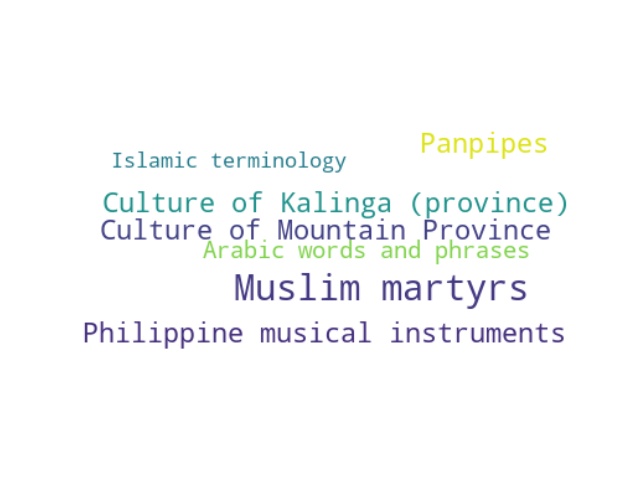 Panpipes
Islamic terminology
Culture of Kalinga (province)
Culture of Mountain Province
Arabic words and phrases
Muslim martyrs
Philippine musical instruments